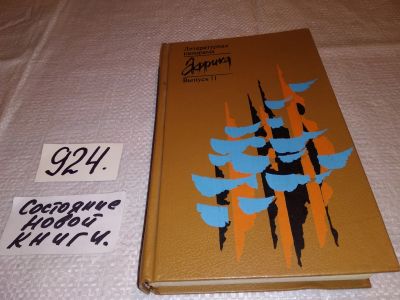 Литературная
панорама
Африка
Выпуск 11
924.
Состояние
новой
книги.